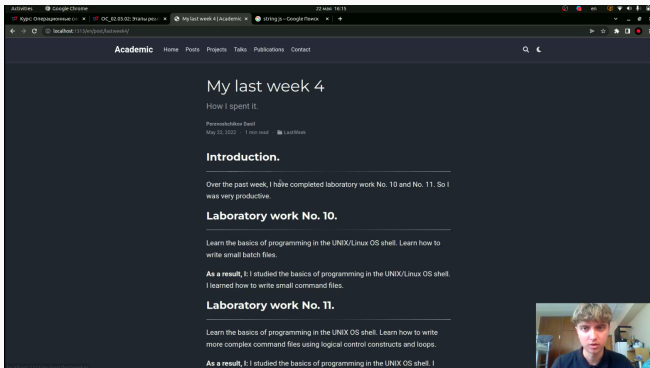 Activities
Google Chrome
22 мая 16:15
en
My last week 4 | Academic
string js – Google Поиск
localhost:1313/en/post/lastweek4/
Academic
Home Posts Projects Talks Publications Contact
My last week 4
How I spent it.
May 22, 2022 · 1 min read · LastWeek
Introduction.
Over the past week, I have completed laboratory work No. 10 and No. 11. So I
was very productive.
Laboratory work No. 10.
Learn the basics of programming in the UNIX/Linux OS shell. Learn how to
write small batch files.
As a result, I: I studied the basics of programming in the UNIX/Linux OS shell.
I learned how to write small command files.
Laboratory work No. 11.
Learn the basics of programming in the UNIX OS shell. Learn how to write
more complex command files using logical control constructs and loops.
As a result, I: I studied the basics of programming in the UNIX OS shell. I